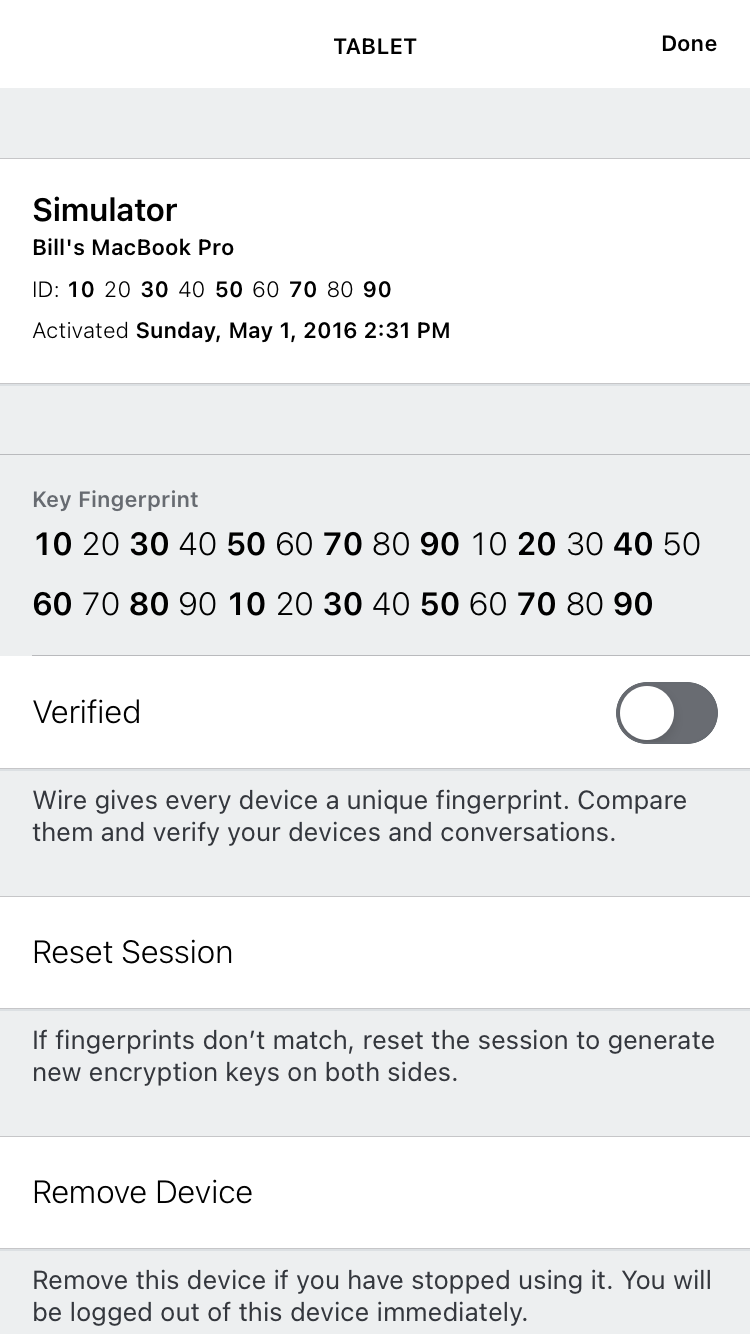 TABLET
Done
Simulator
Bill's MacBook Pro
ID: 10 20 30 40 50 60 70 80 90
Activated Sunday, May 1, 2016 2:31 PM
Key Fingerprint
10 20 30 40 50 60 70 80 90 10 20 30 40 50
60 70 80 90 10 20 30 40 50 60 70 80 90
Verified
Wire gives every device a unique fingerprint. Compare
them and verify your devices and conversations.
Reset Session
If fingerprints don’t match, reset the session to generate
new encryption keys on both sides.
Remove Device
Remove this device if you have stopped using it. You will
be logged out of this device immediately.